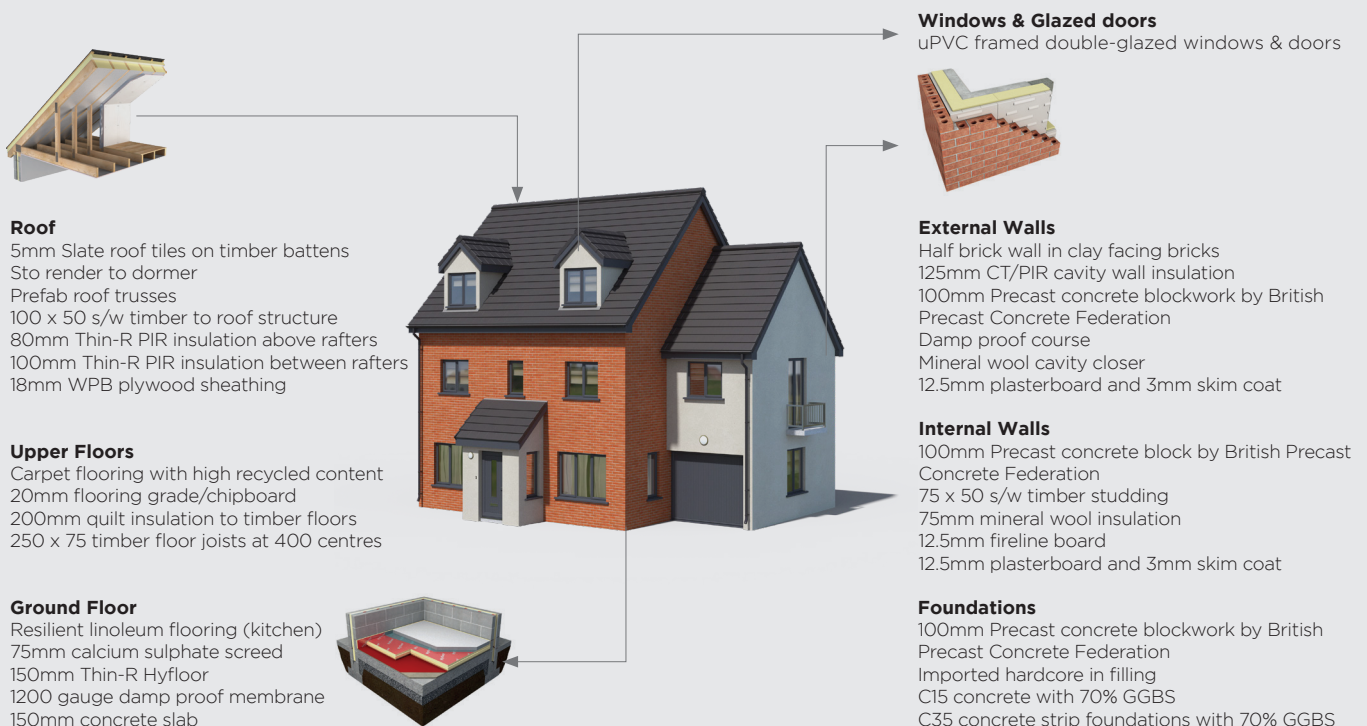 Windows & Glazed doors
uPVC framed double-glazed windows & doors
Roof
5mm Slate roof tiles on timber battens
Sto render to dormer
Prefab roof trusses
100 x 50 s/w timber to roof structure
80mm Thin-R PIR insulation above rafters
100mm Thin-R PIR insulation between rafters
18mm WPB plywood sheathing
Upper Floors
Carpet flooring with high recycled content
20mm flooring grade/chipboard
200mm quilt insulation to timber floors
250 x 75 timber floor joists at 400 centres
Ground Floor
Resilient linoleum flooring (kitchen)
75mm calcium sulphate screed
150mm Thin-R Hyfloor
1200 gauge damp proof membrane
150mm concrete slab
External Walls
Half brick wall in clay facing bricks
125mm CT/PIR cavity wall insulation
100mm Precast concrete blockwork by British
Precast Concrete Federation
Damp proof course
Mineral wool cavity closer
12.5mm plasterboard and 3mm skim coat
Internal Walls
100mm Precast concrete block by British Precast
Concrete Federation
75 x 50 s/w timber studding
75mm mineral wool insulation
12.5mm fireline board
12.5mm plasterboard and 3mm skim coat
Foundations
100mm Precast concrete blockwork by British
Precast Concrete Federation
Imported hardcore in filling
C15 concrete with 70% GGBS
C35 concrete strip foundations with 70% GGBS